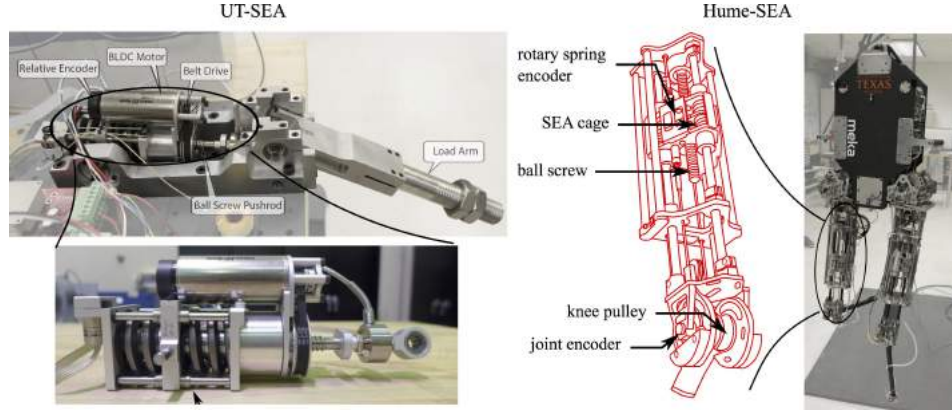 UT-SEA
Hume-SEA
BLDC Motor
Relative Encoder
Belt Drive
Load Arm
Ball Screw Pushrod
rotary spring
encoder
SEA cage
ball screw
knee pulley
joint encoder
TEXAS
meka